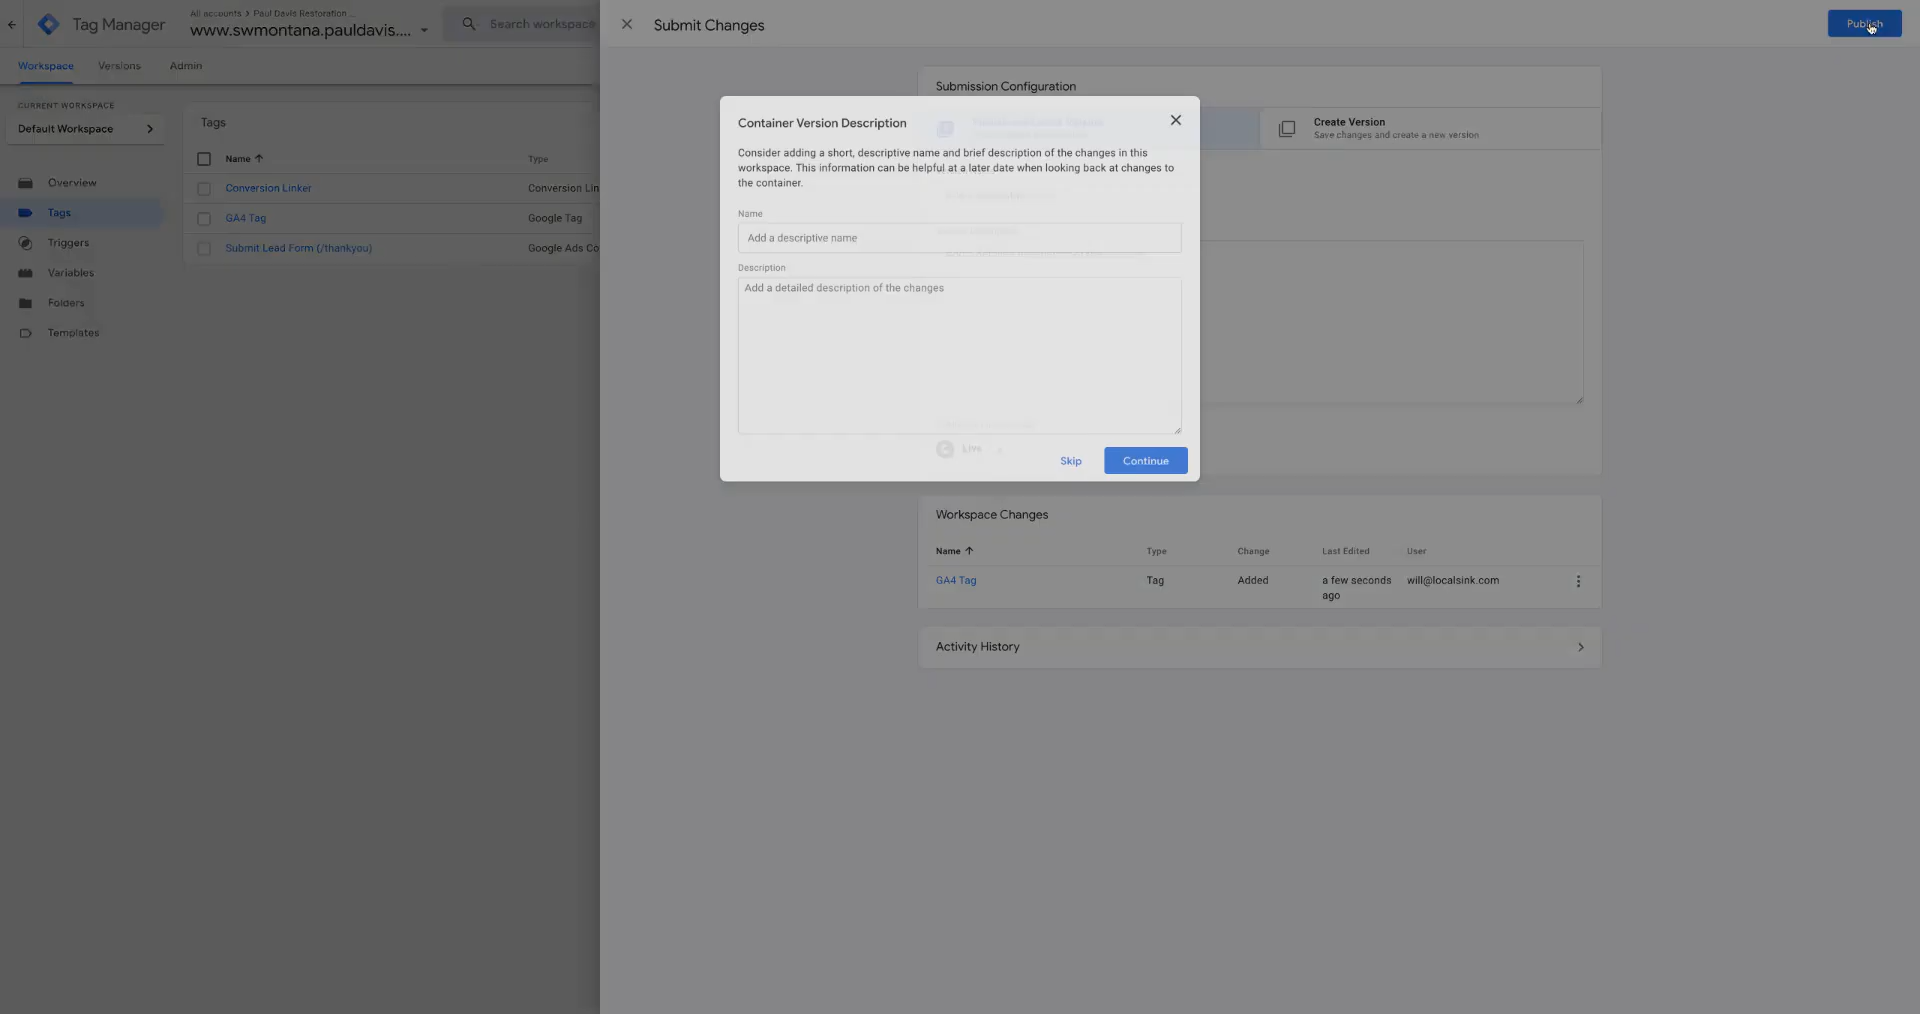 All accounts > Paul Davis Restoration ...
Tag Manager
www.swmontana.pauldavis....
Search workspace
Submit Changes
Publish
Workspace
Versions
Admin
CURRENT WORKSPACE
Default Workspace
Overview
Tags
Triggers
Variables
Folders
Templates
Tags
Name
Type
Conversion Linker
Conversion Lin
GA4 Tag
Google Tag
Submit Lead Form (/thankyou)
Google Ads Co
Submission Configuration
Create Version
Save changes and create a new version
Container Version Description
Consider adding a short, descriptive name and brief description of the changes in this
workspace. This information can be helpful at a later date when looking back at changes to
the container.
Name
Add a descriptive name
Description
Add a detailed description of the changes
Live
Skip
Continue
Workspace Changes
Name
Type
Change
Last Edited
User
GA4 Tag
Tag
Added
a few seconds
ago
will@localsink.com
Activity History